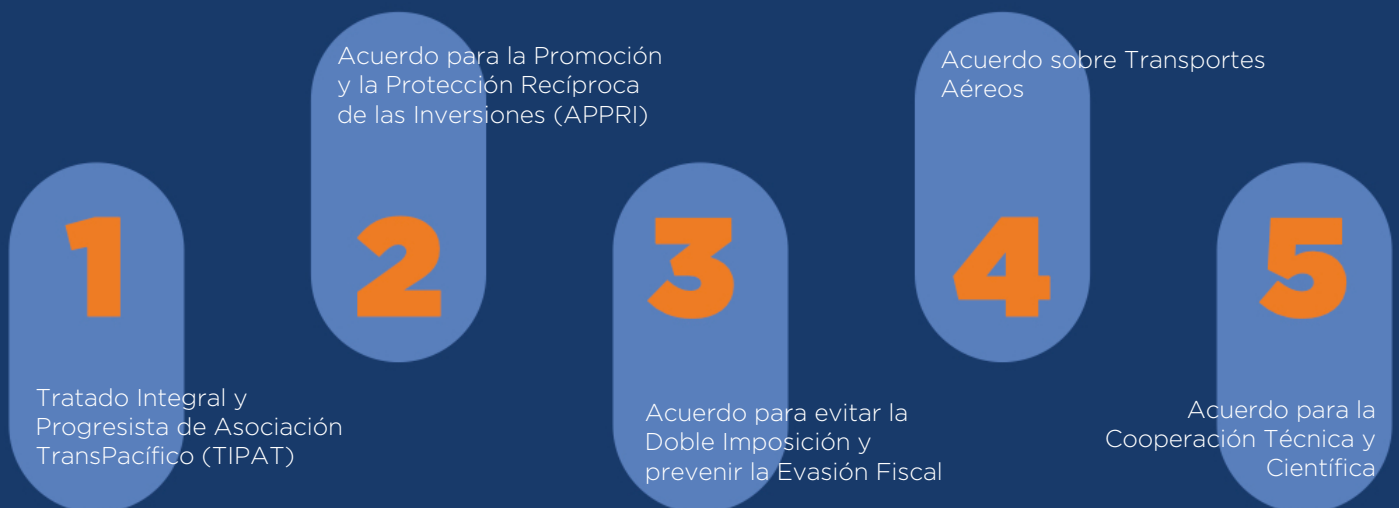 1
Tratado Integral y
Progresista de Asociación
TransPacífico (TIPAT)
Acuerdo para la Promoción
y la Protección Recíproca
de las Inversiones (APPRI)
2
3
Acuerdo para evitar la
Doble Imposición y
prevenir la Evasión Fiscal
Acuerdo sobre Transportes
Aéreos
4
5
Acuerdo para la
Cooperación Técnica y
Científica